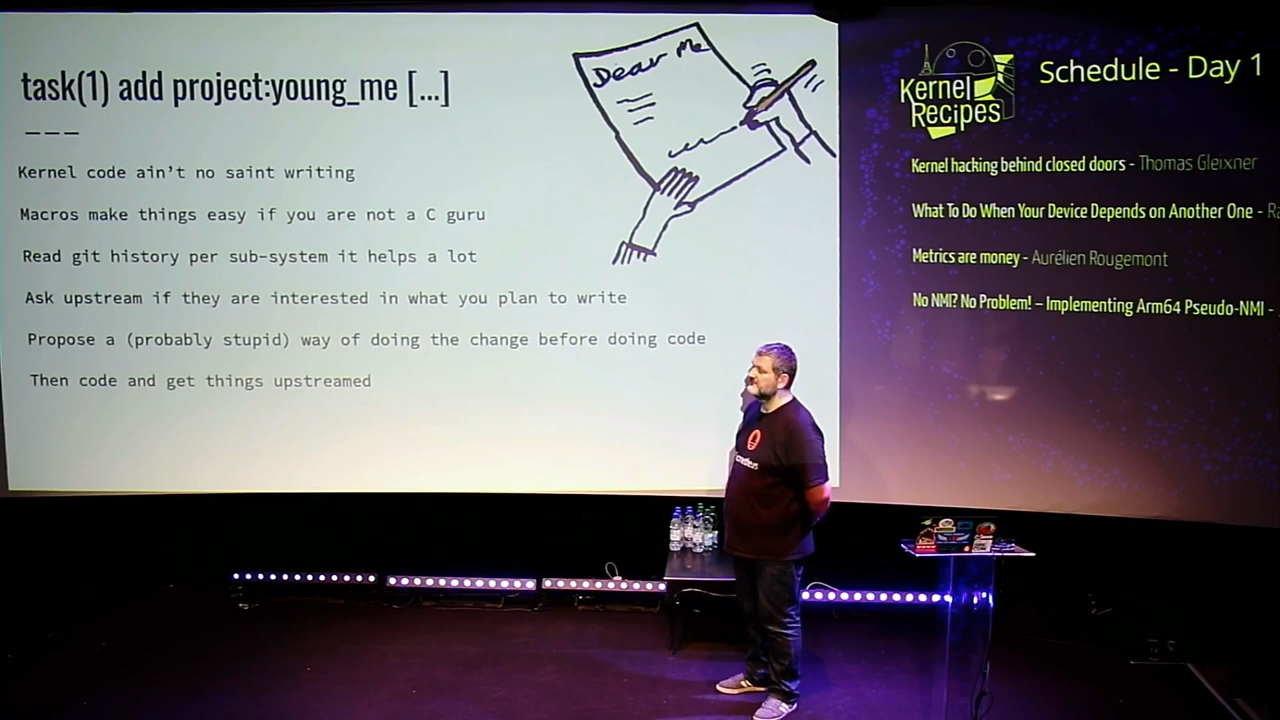 task(1) add project:young_me [...]
---
Kernel code ain't no saint writing
Macros make things easy if you are not a C guru
Read git history per sub-system it helps a lot
Ask upstream if they are interested in what you plan to write
Propose a (probably stupid) way of doing the change before doing code
Then code and get things upstreamed
Dear Me
Kernel
Recipes
Schedule - Day 1
Kernel hacking behind closed doors - Thomas Gleixner
What To Do When Your Device Depends on Another One - Ra
Metrics are money - Aurélien Rougemont
No NMI? No Problem! – Implementing Arm64 Pseudo-NMI -